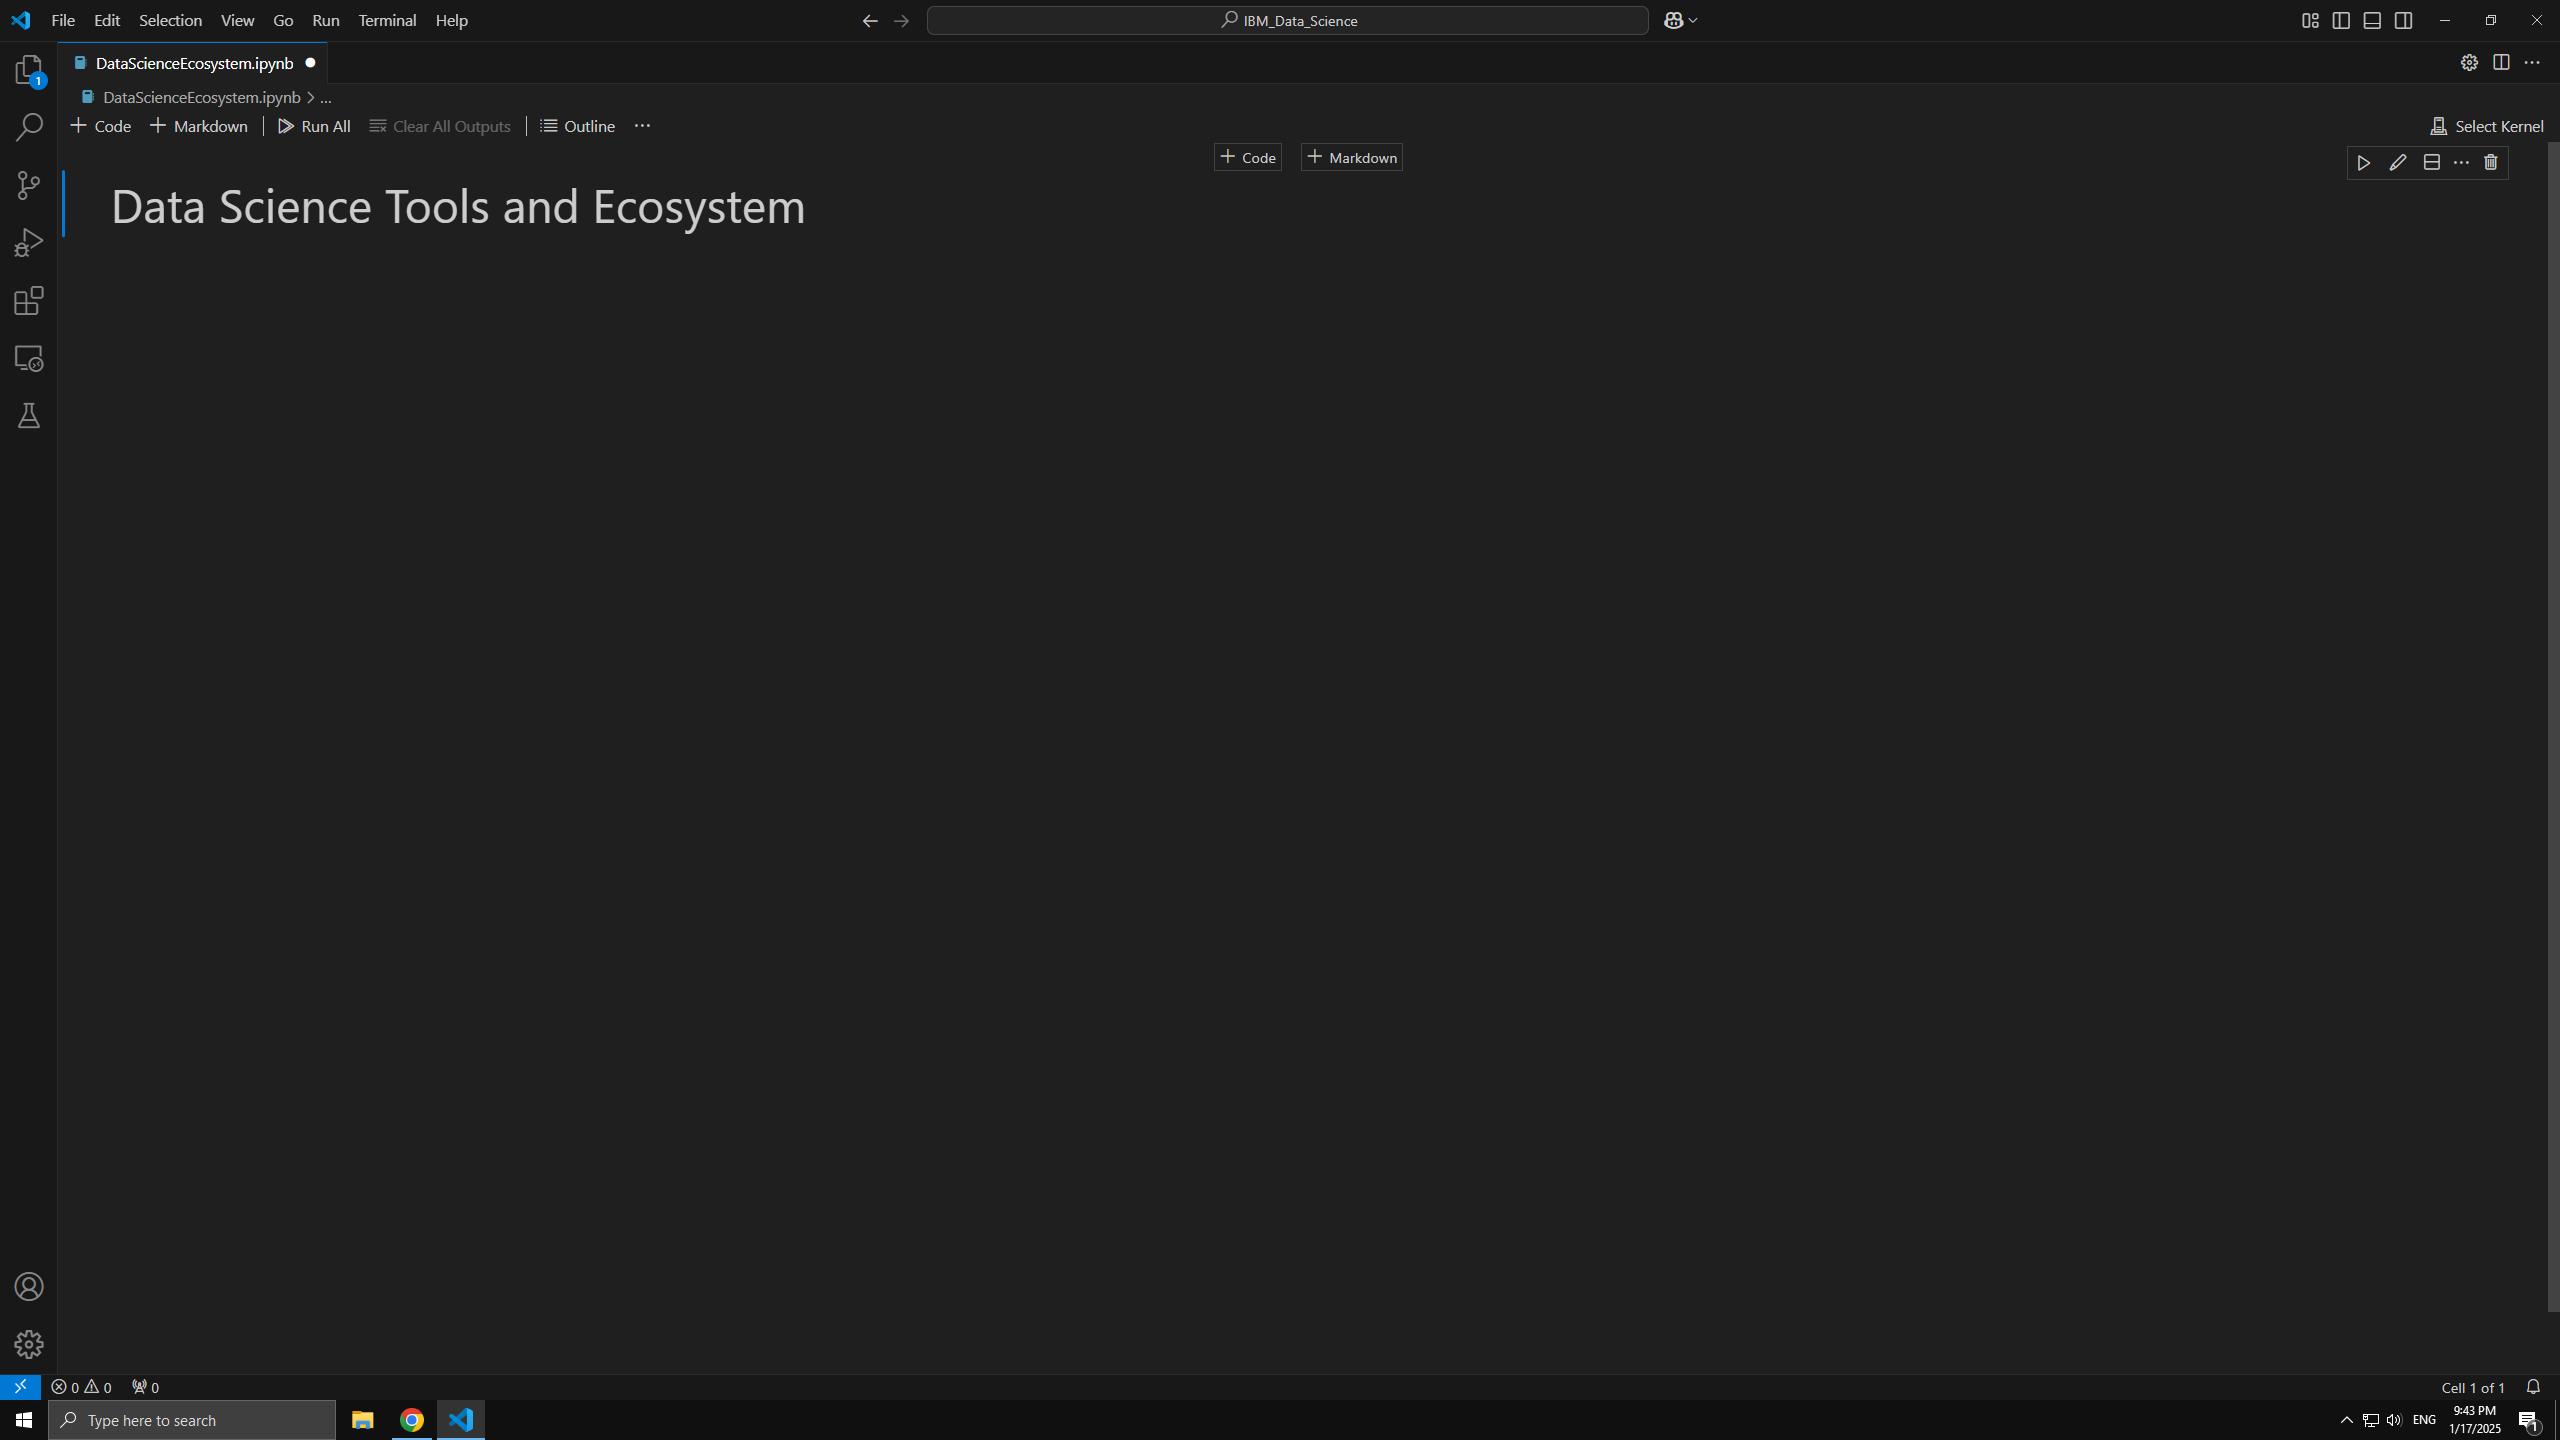 File Edit Selection View Go Run Terminal Help
IBM_Data_Science
DataScienceEcosystem.ipynb
DataScienceEcosystem.ipynb > ...
Code Markdown Run All Clear All Outputs Outline ...
Select Kernel
Code Markdown
Data Science Tools and Ecosystem
1
0 0 0
Cell 1 of 1
Type here to search
ENG
9:43 PM
1/17/2025
1